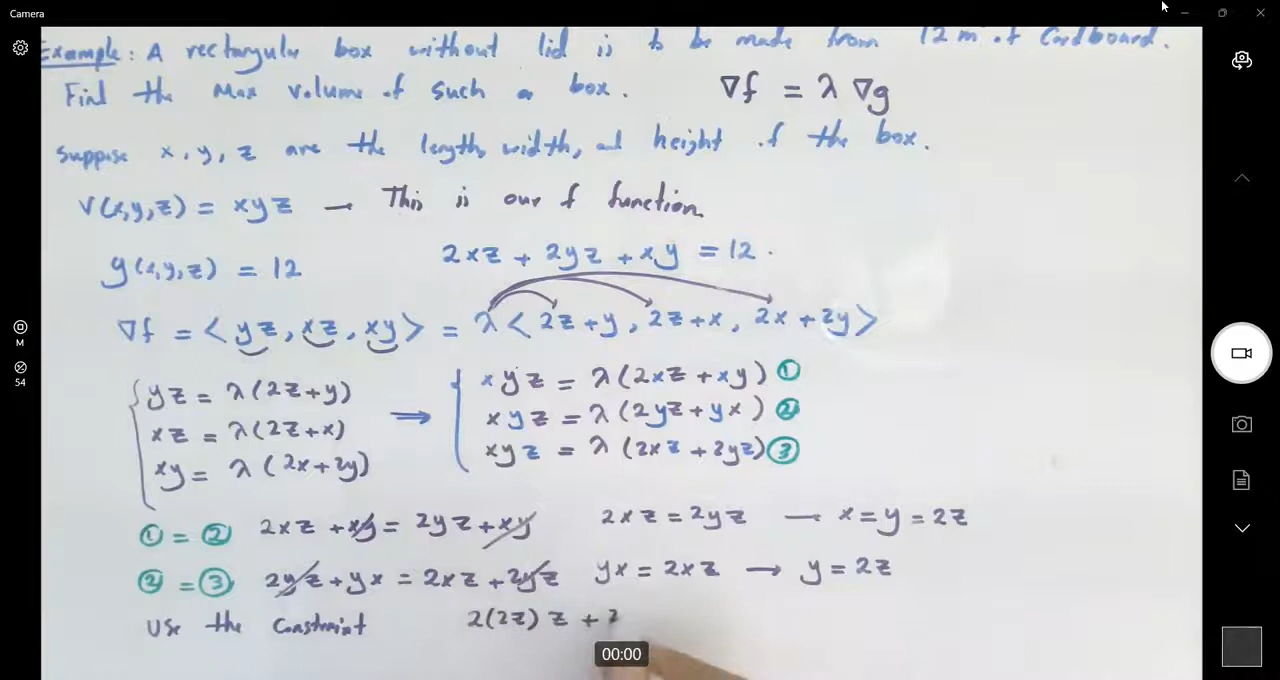 Camera
Example: A rectangular box without lid is to be made from 12 m of Cardboard.
Find the Max volume of such a box. ∇f = λ ∇g
Suppose x, y, z are the length, width, and height of the box.
V(x,y,z) = xyz — This is our f function
g(x,y,z) = 12 2xz + 2yz + xy = 12.
∇f = <yz, xz, xy> = λ < 2z+y, 2z+x, 2x+2y>
yz = λ(2z+y) ⟹ xyz = λ(2xz+xy) ①
xz = λ(2z+x) xyz = λ(2yz+yx) ②
xy = λ(2x+2y) xyz = λ(2xz+2yz) ③
① = ② 2xz + xy = 2yz + xy 2xz = 2yz — x = y = 2z
② = ③ 2yz + yx = 2xz + 2yz yx = 2xz → y = 2z
Use the Constraint 2(2z) z + 2
M
54
00:00